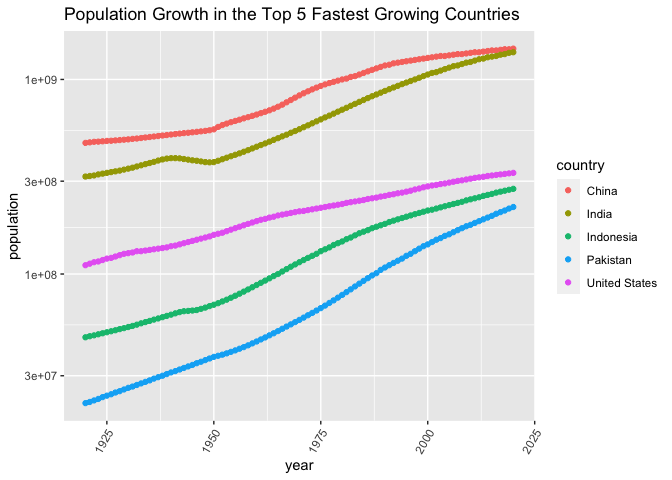 Population Growth in the Top 5 Fastest Growing Countries
population
1e+09
3e+08
1e+08
3e+07
1925
1950
1975
2000
2025
year
country
China
India
Indonesia
Pakistan
United States